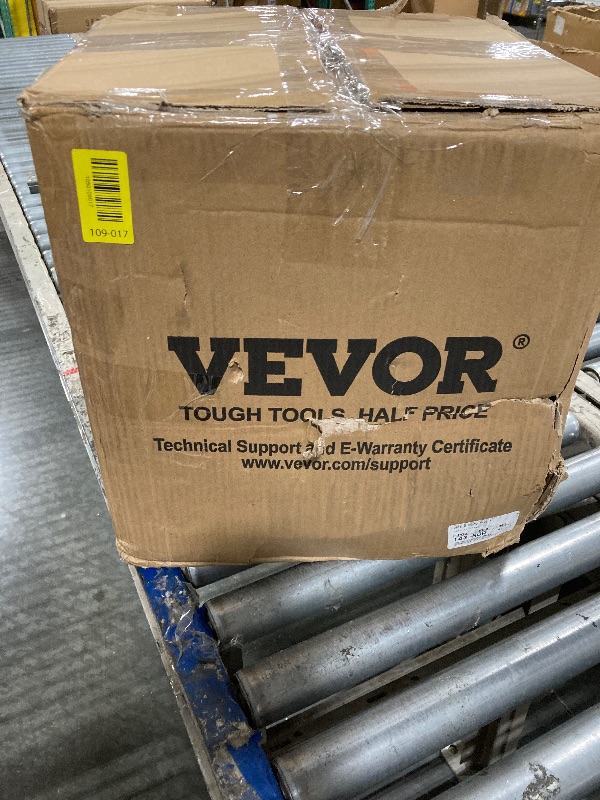 109-017
VEVOR®
TOUGH TOOLS, HALF PRICE
Technical Support and E-Warranty Certificate
www.vevor.com/support